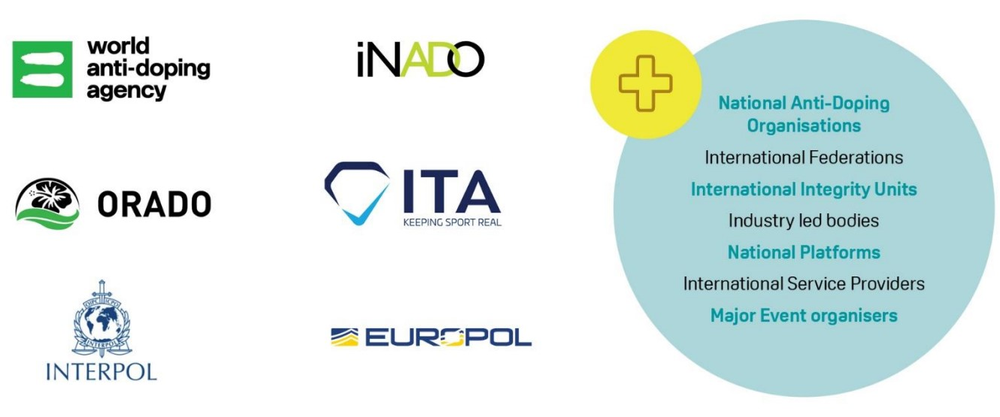 world
anti-doping
agency
iNADO
ORADO
ITA
KEEPING SPORT REAL
OIPC ICPO
INTERPOL
INTERPOL
EUROPOL
National Anti-Doping
Organisations
International Federations
International Integrity Units
Industry led bodies
National Platforms
International Service Providers
Major Event organisers